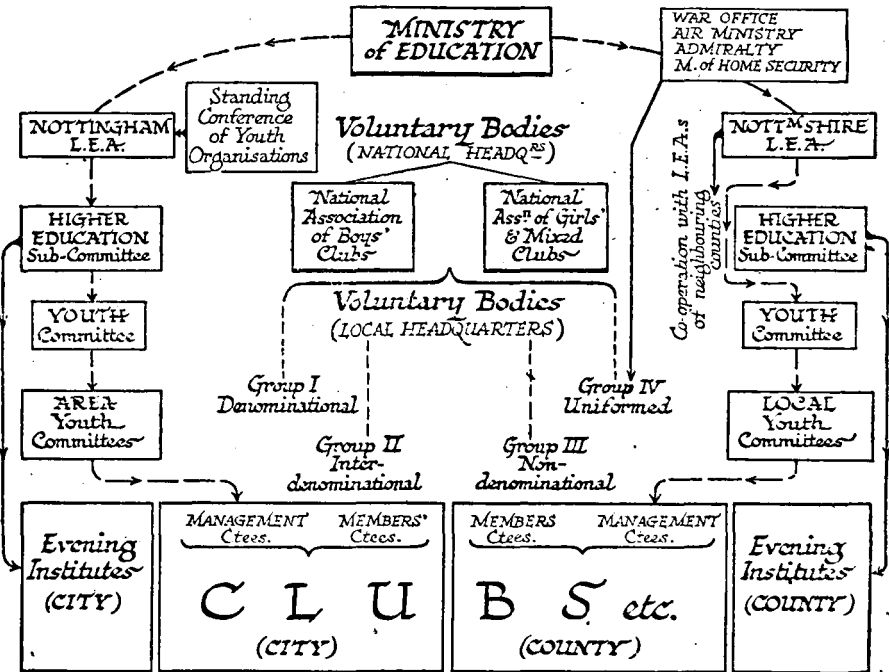 MINISTRY
of EDUCATION
WAR OFFICE
AIR MINISTRY
ADMIRALTY
M. of HOME SECURITY
NOTTINGHAM
L.E.A.
Standing
Conference
of Youth
Organisations
Voluntary Bodies
(NATIONAL HEADQRS)
NOTTMSHIRE
L.E.A.
National
Association
of Boys'
Clubs
National
Assn of Girls'
& Mixed
Clubs
Co-operation with L.E.A.s
of neighbouring
counties
HIGHER
EDUCATION
Sub-Committee
HIGHER
EDUCATION
Sub-Committee
Voluntary Bodies
(LOCAL HEADQUARTERS)
YOUTH
Committee
YOUTH
Committee
Group I
Denominational
Group IV
Uniformed
AREA
Youth
Committees
LOCAL
Youth
Committees
Group II
Inter-
denominational
Group III
Non-
denominational
Evening
Institutes
(CITY)
MANAGEMENT
Ctees.
MEMBERS'
Ctees.
MEMBERS
Ctees.
MANAGEMENT
Ctees.
C L U B S etc.
(CITY)
(COUNTY)
Evening
Institutes
(COUNTY)